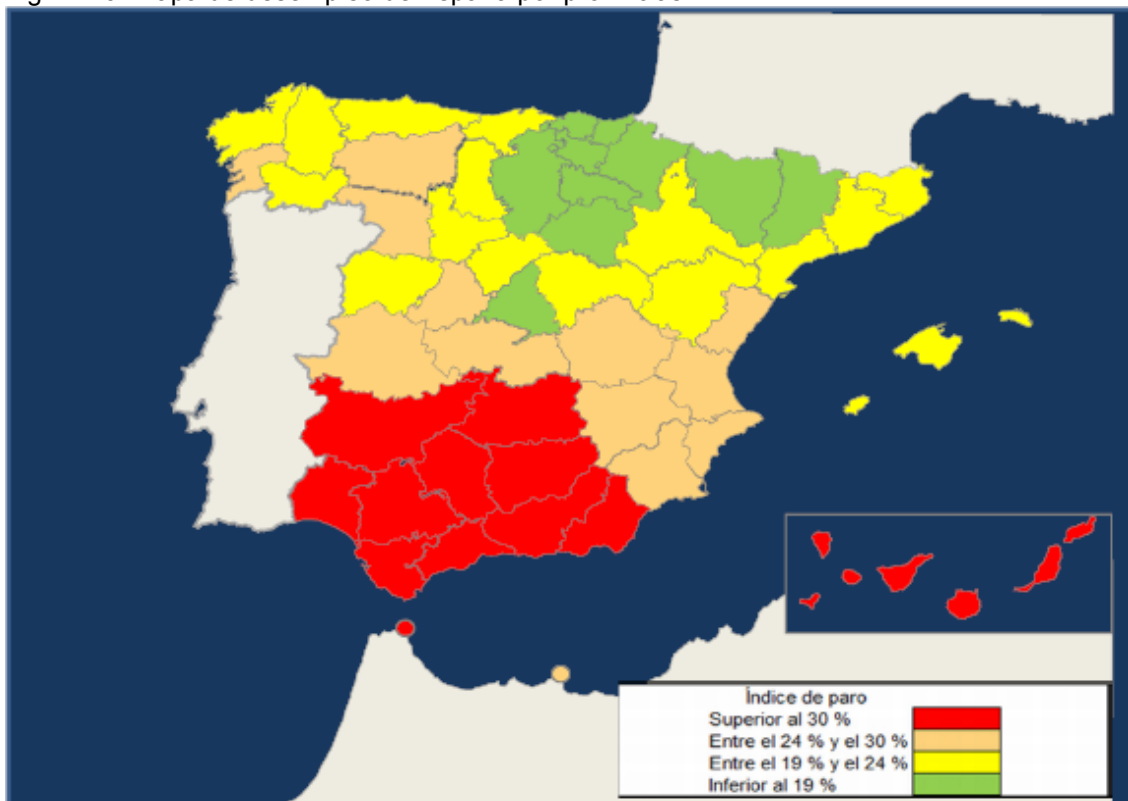 Índice de paro
Superior al 30 %
Entre el 24 % y el 30 %
Entre el 19 % y el 24 %
Inferior al 19 %